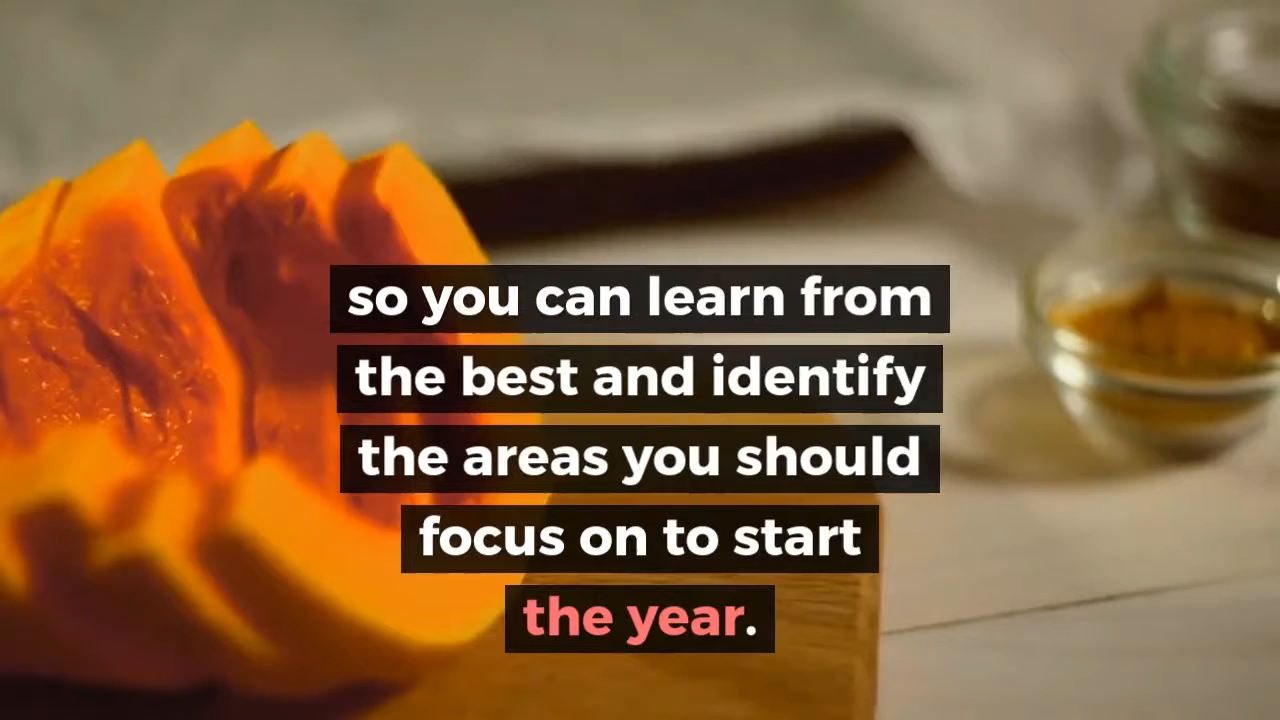 so you can learn from
the best and identify
the areas you should
focus on to start
the year.